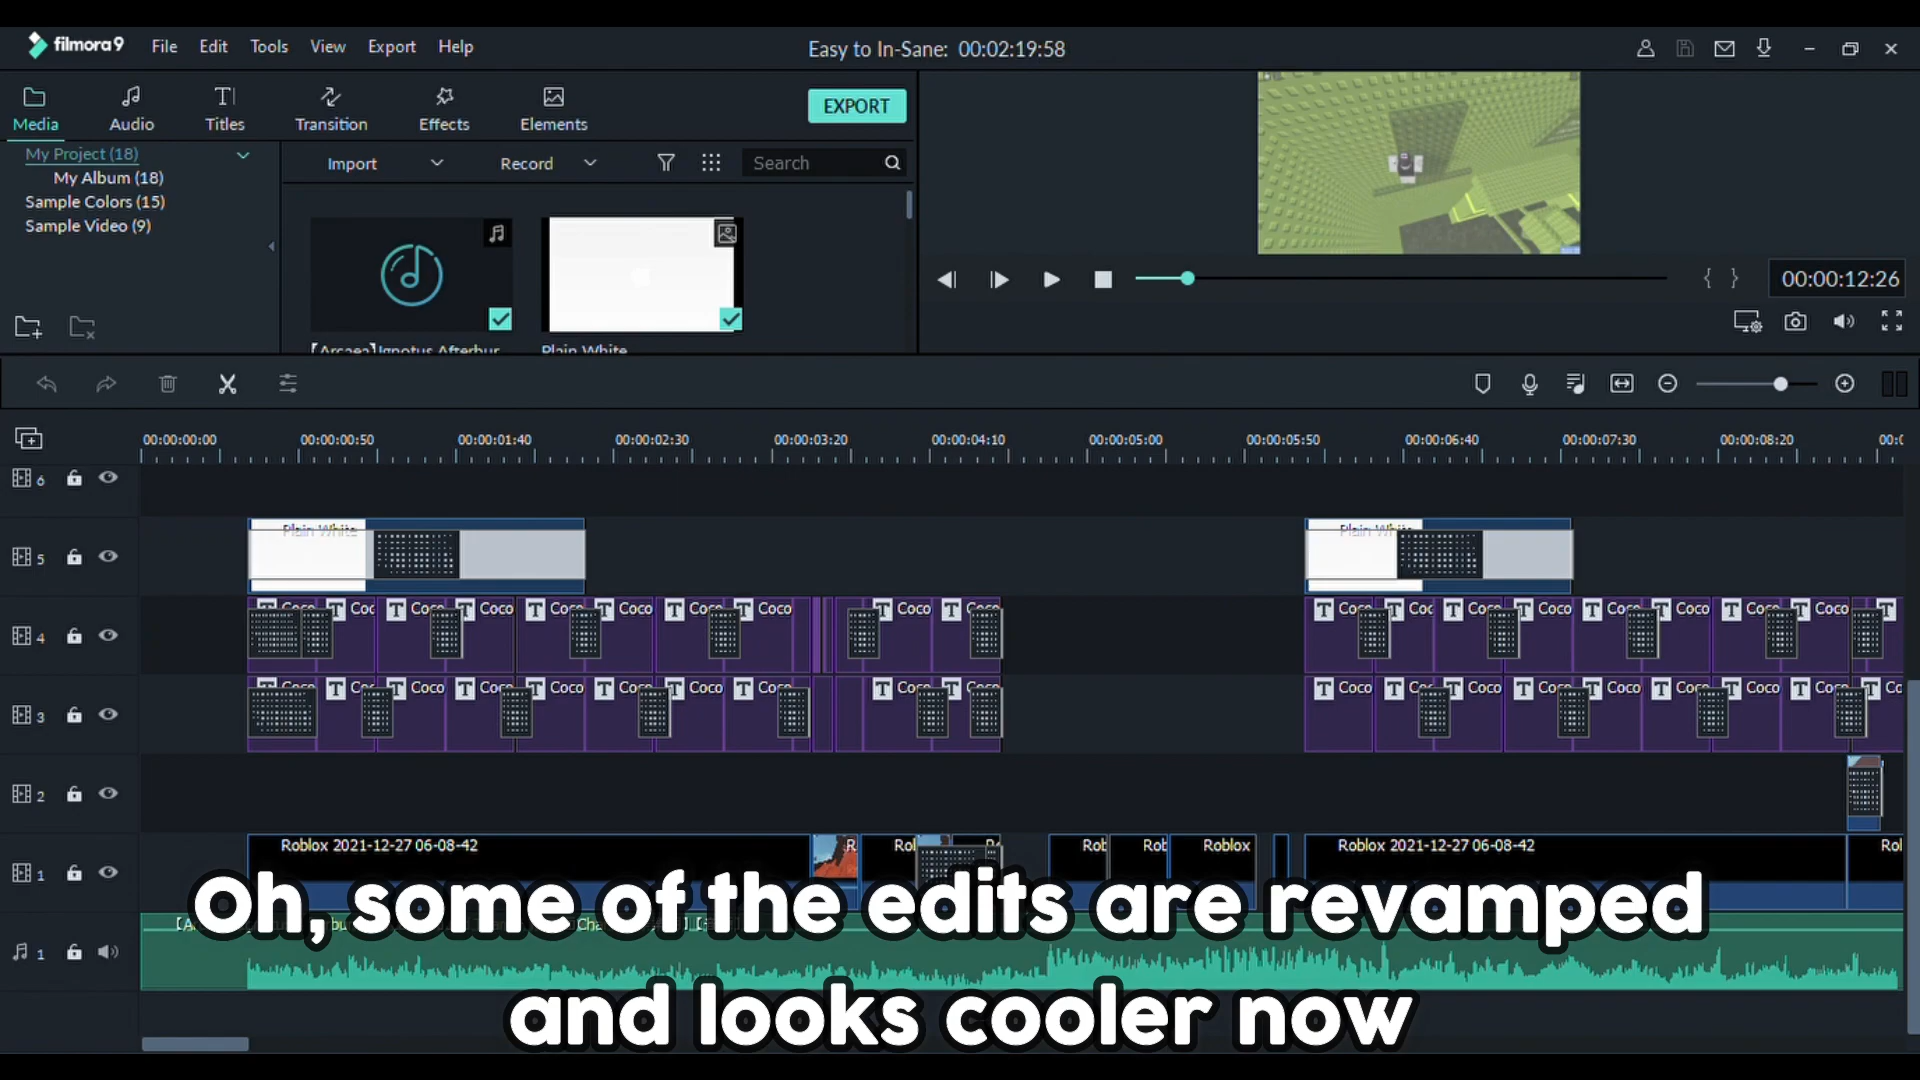 filmora9 File Edit Tools View Export Help Easy to In-Sane: 00:02:19:58
Media Audio Titles Transition Effects Elements EXPORT
My Project (18)
My Album (18)
Sample Colors (15)
Sample Video (9)
Import Record Search
Plain White
00:00:12:26
00:00:00:00 00:00:00:50 00:00:01:40 00:00:02:30 00:00:03:20 00:00:04:10 00:00:05:00 00:00:05:50 00:00:06:40 00:00:07:30 00:00:08:20 00:0
6
5 Plain White Plain Whi
4 Coco Coc Coco Coco Coco Coco Coco Coco Coco Coco Coco Coc Coco Coco Coco Coco Coco Coco
3 Coco Coco Coco Coco Coco Coco Coco Coco Coco Coco Coco Coco Coco Coco Coco Coco Coco Co
2
1 Roblox 2021-12-27 06-08-42 R Rol Rob Rob Roblox Roblox 2021-12-27 06-08-42 Rol
1
Oh, some of the edits are revamped
and looks cooler now